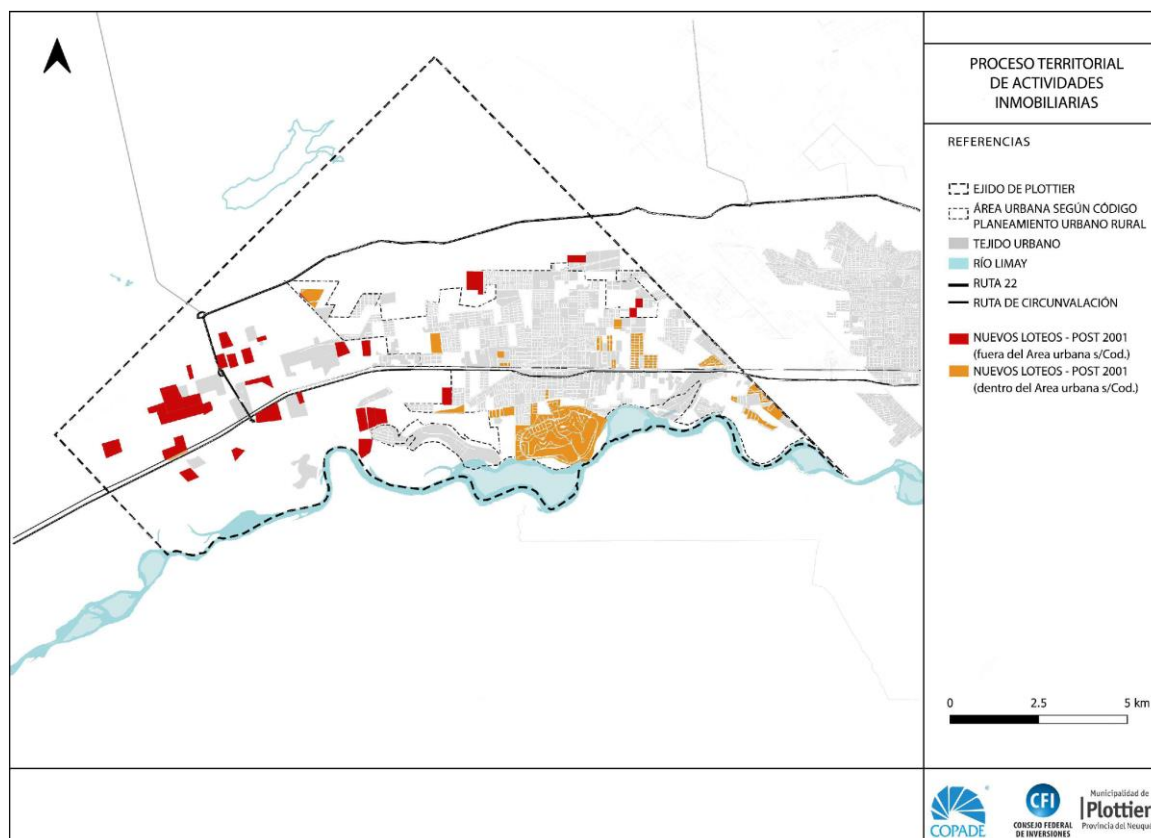 PROCESO TERRITORIAL
DE ACTIVIDADES
INMOBILIARIAS
REFERENCIAS
EJIDO DE PLOTTIER
ÁREA URBANA SEGÚN CÓDIGO
PLANEAMIENTO URBANO RURAL
TEJIDO URBANO
RÍO LIMAY
RUTA 22
RUTA DE CIRCUNVALACIÓN
NUEVOS LOTEOS - POST 2001
(fuera del Area urbana s/Cod.)
NUEVOS LOTEOS - POST 2001
(dentro del Area urbana s/Cod.)
0 2.5 5 km
COPADE
CFI
CONSEJO FEDERAL
DE INVERSIONES
Municipalidad de
Plottier
Provincia del Neuqu